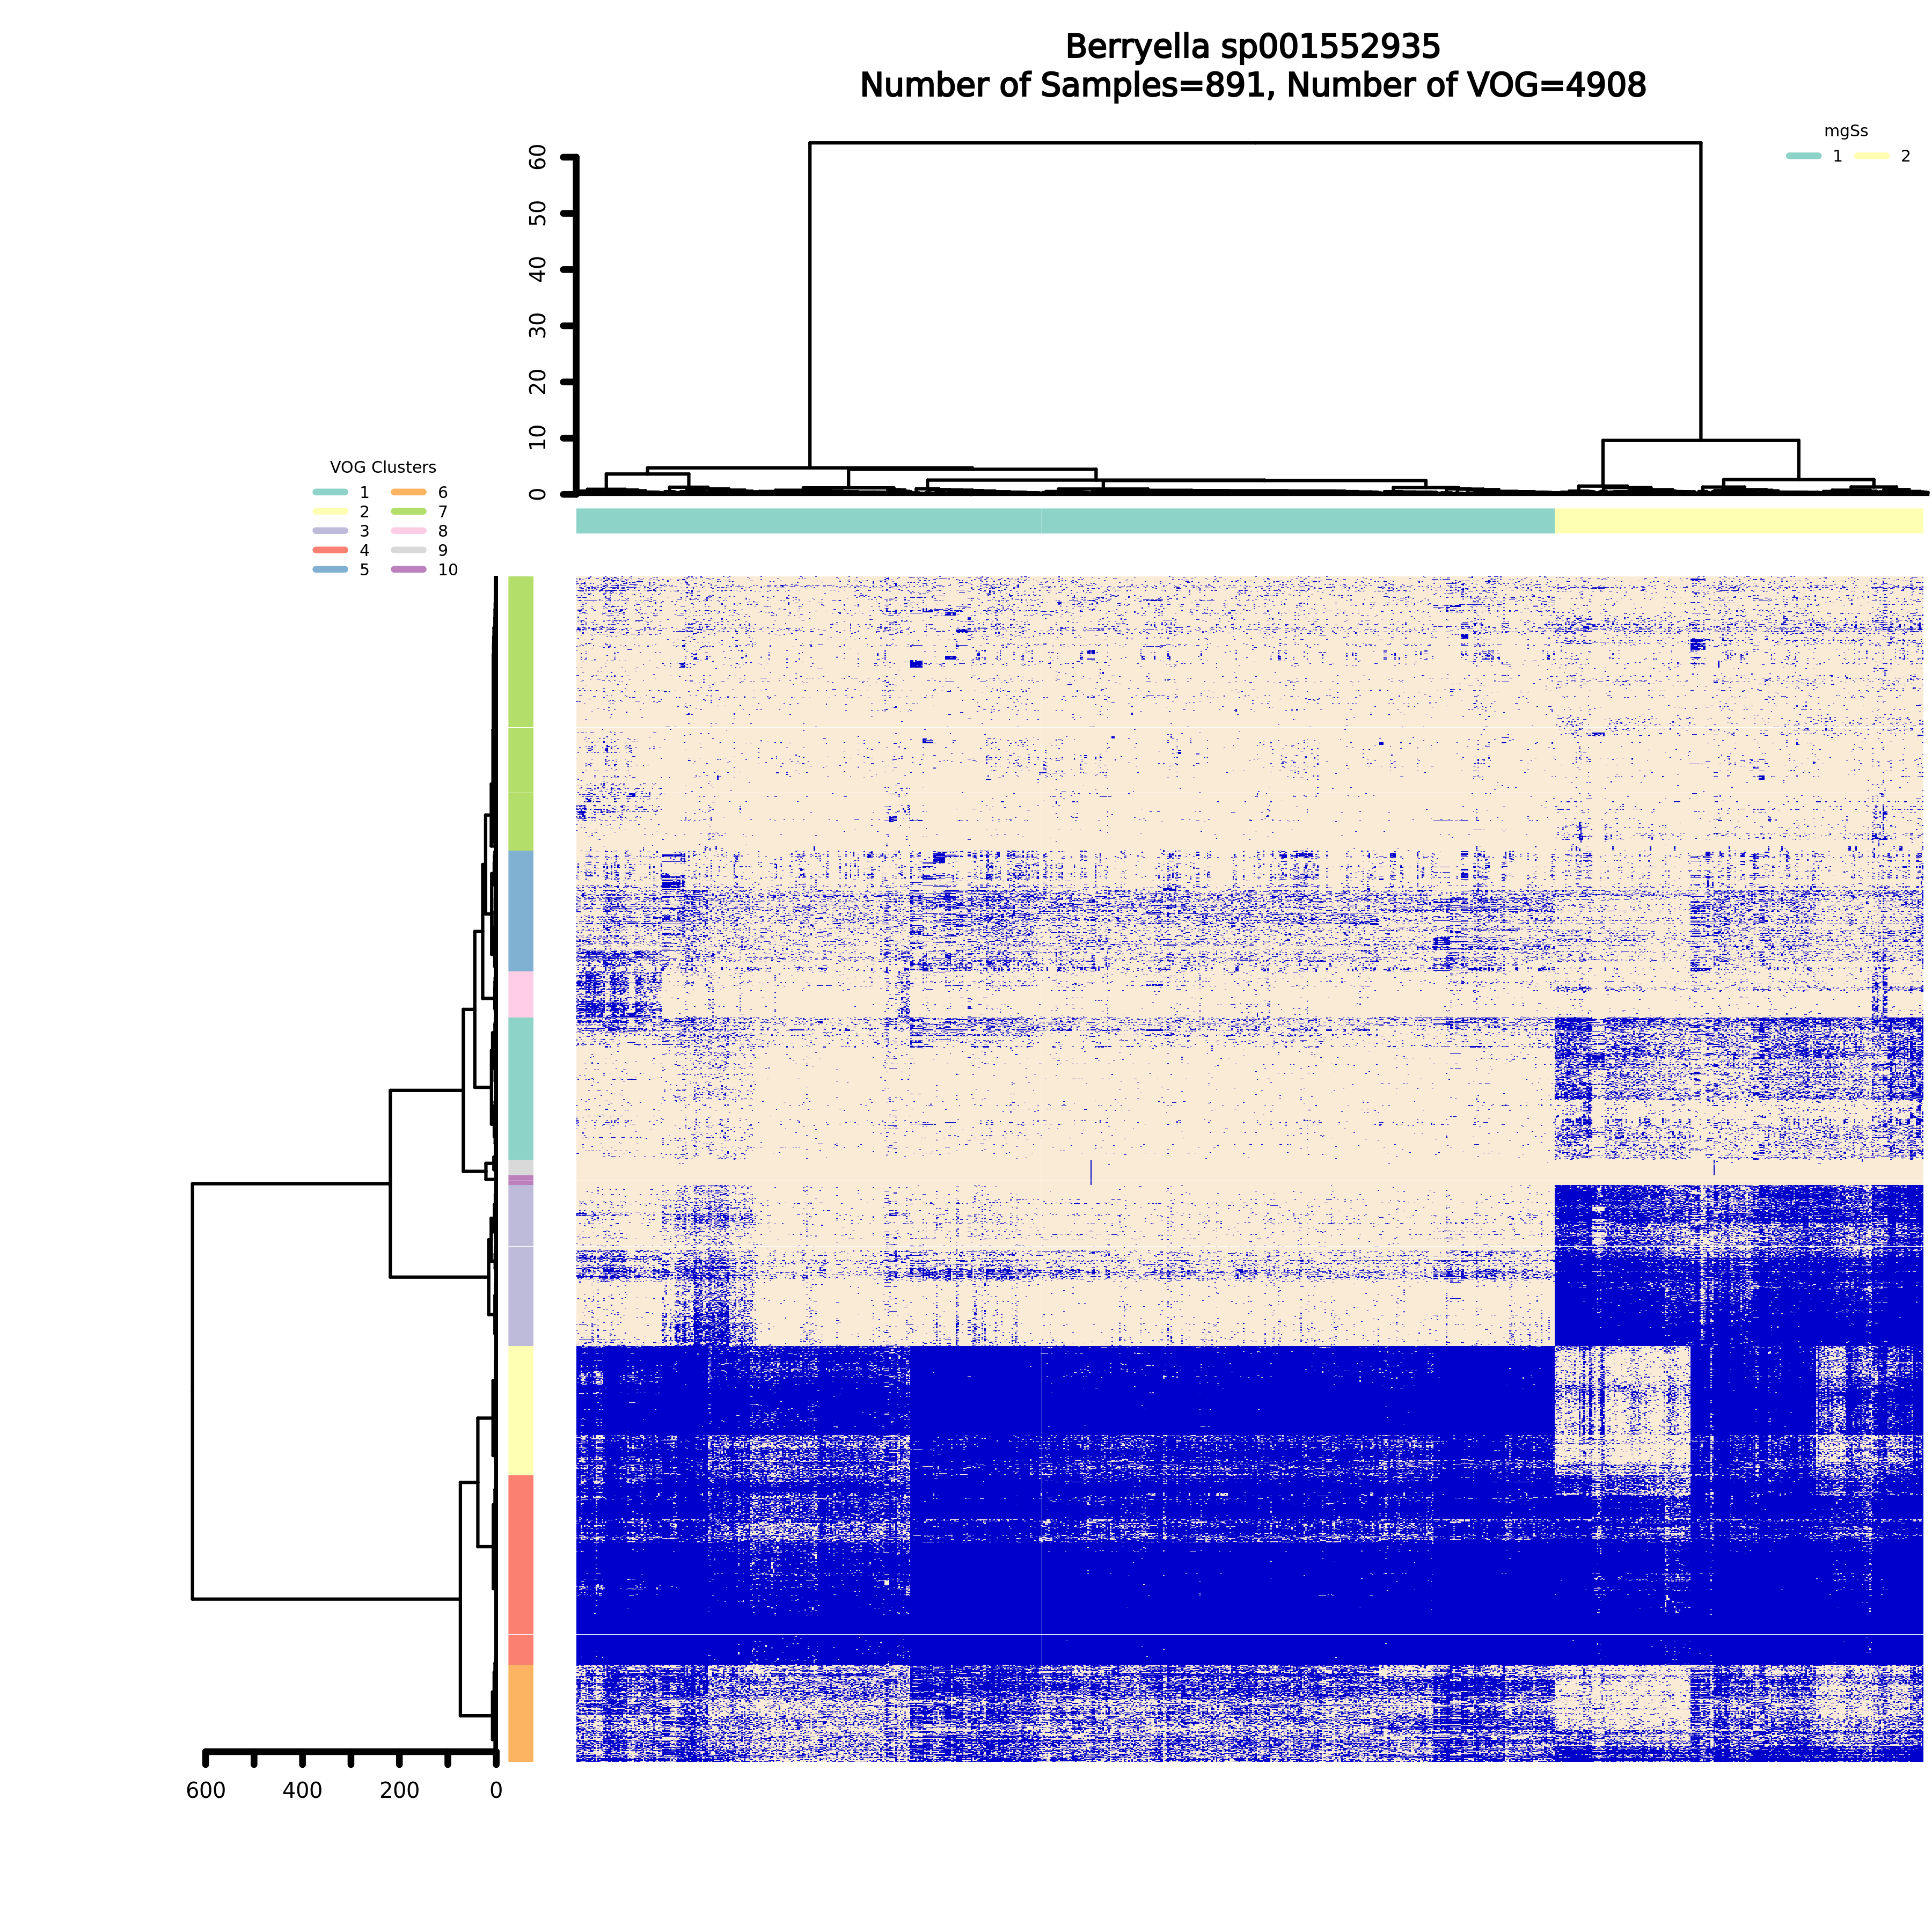 Berryella sp001552935
Number of Samples=891, Number of VOG=4908
mgSs
1 2
60
50
40
30
20
10
0
VOG Clusters
1 6
2 7
3 8
4 9
5 10
600 400 200 0